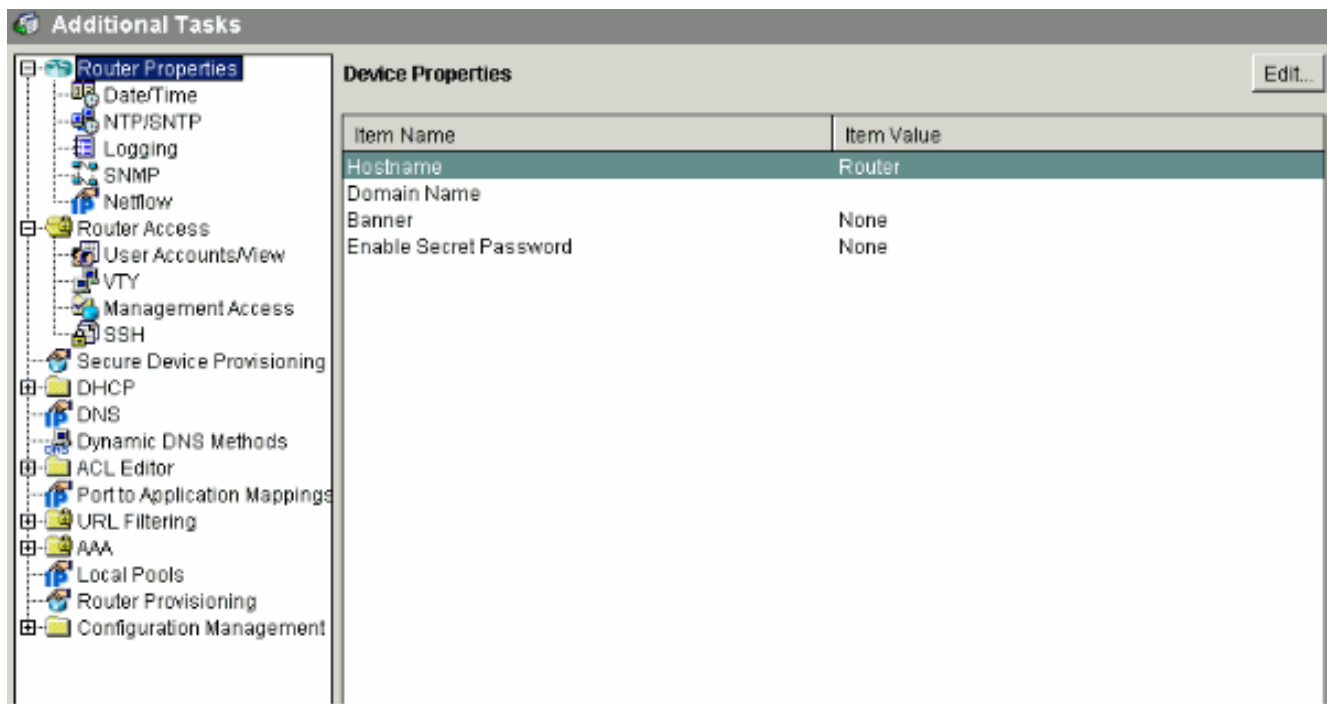 Additional Tasks
Router Properties
Date/Time
NTP/SNTP
Logging
SNMP
Netflow
Router Access
User Accounts/View
VTY
Management Access
SSH
Secure Device Provisioning
DHCP
DNS
Dynamic DNS Methods
ACL Editor
Port to Application Mappings
URL Filtering
AAA
Local Pools
Router Provisioning
Configuration Management
Device Properties
Edit...
Item Name Item Value
Hostname Router
Domain Name
Banner None
Enable Secret Password None